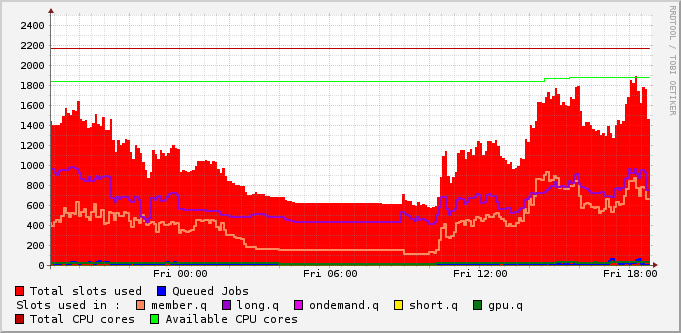 RRDTOOL / TOBI OETIKER
2400
2200
2000
1800
1600
1400
1200
1000
800
600
400
200
0
Fri 00:00 Fri 06:00 Fri 12:00 Fri 18:00
Total slots used Queued Jobs
Slots used in : member.q long.q ondemand.q short.q gpu.q
Total CPU cores Available CPU cores